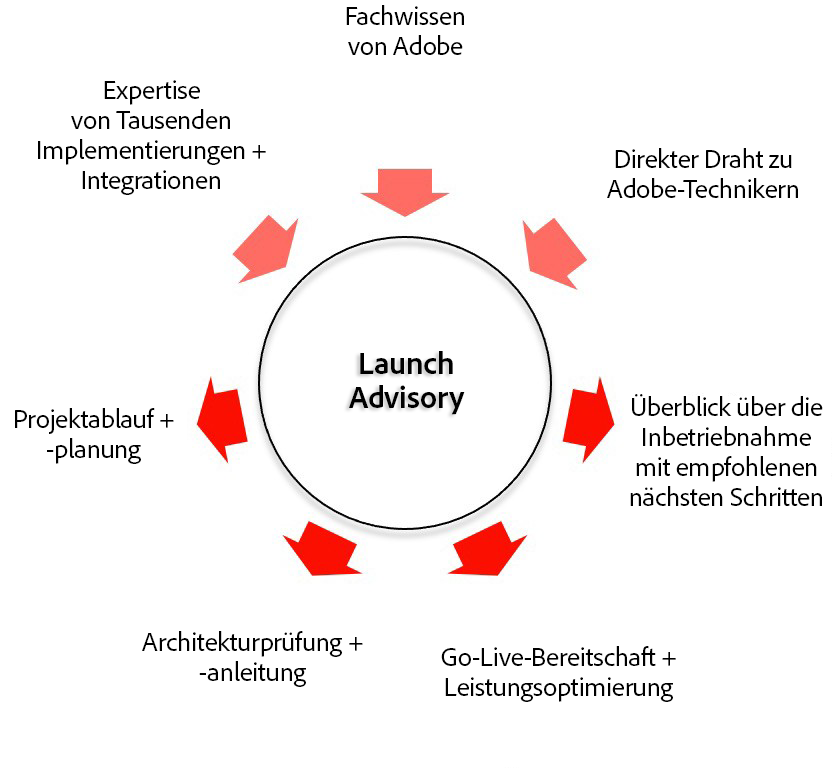 Fachwissen
von Adobe
Expertise
von Tausenden
Implementierungen +
Integrationen
Direkter Draht zu
Adobe-Technikern
Launch
Advisory
Projektablauf +
-planung
Überblick über die
Inbetriebnahme
mit empfohlenen
nächsten Schritten
Architekturprüfung +
-anleitung
Go-Live-Bereitschaft +
Leistungsoptimierung